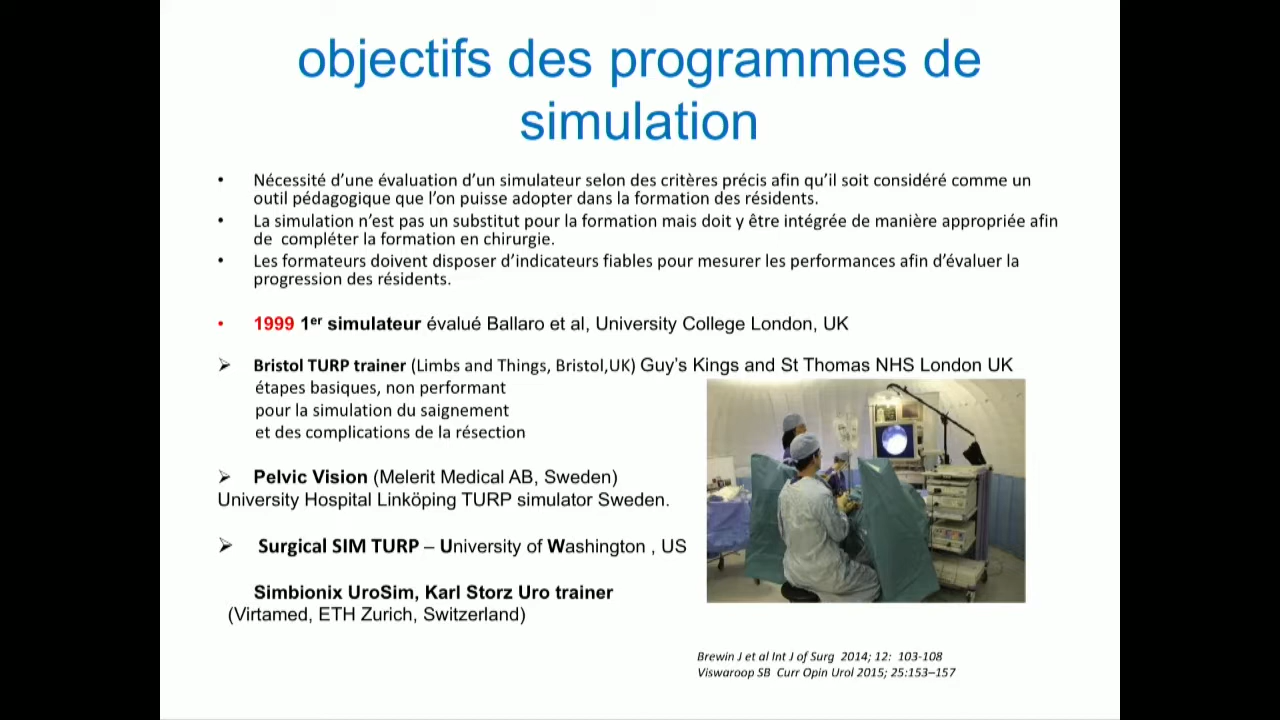 objectifs des programmes de
simulation
• Nécessité d’une évaluation d’un simulateur selon des critères précis afin qu’il soit considéré comme un
outil pédagogique que l’on puisse adopter dans la formation des résidents.
• La simulation n’est pas un substitut pour la formation mais doit y être intégrée de manière appropriée afin
de compléter la formation en chirurgie.
• Les formateurs doivent disposer d’indicateurs fiables pour mesurer les performances afin d’évaluer la
progression des résidents.
• 1999 1er simulateur évalué Ballaro et al, University College London, UK
➢ Bristol TURP trainer (Limbs and Things, Bristol,UK) Guy’s Kings and St Thomas NHS London UK
étapes basiques, non performant
pour la simulation du saignement
et des complications de la résection
➢ Pelvic Vision (Melerit Medical AB, Sweden)
University Hospital Linköping TURP simulator Sweden.
➢ Surgical SIM TURP – University of Washington , US
Simbionix UroSim, Karl Storz Uro trainer
(Virtamed, ETH Zurich, Switzerland)
Brewin J et al Int J of Surg 2014; 12: 103-108
Viswaroop SB Curr Opin Urol 2015; 25:153–157